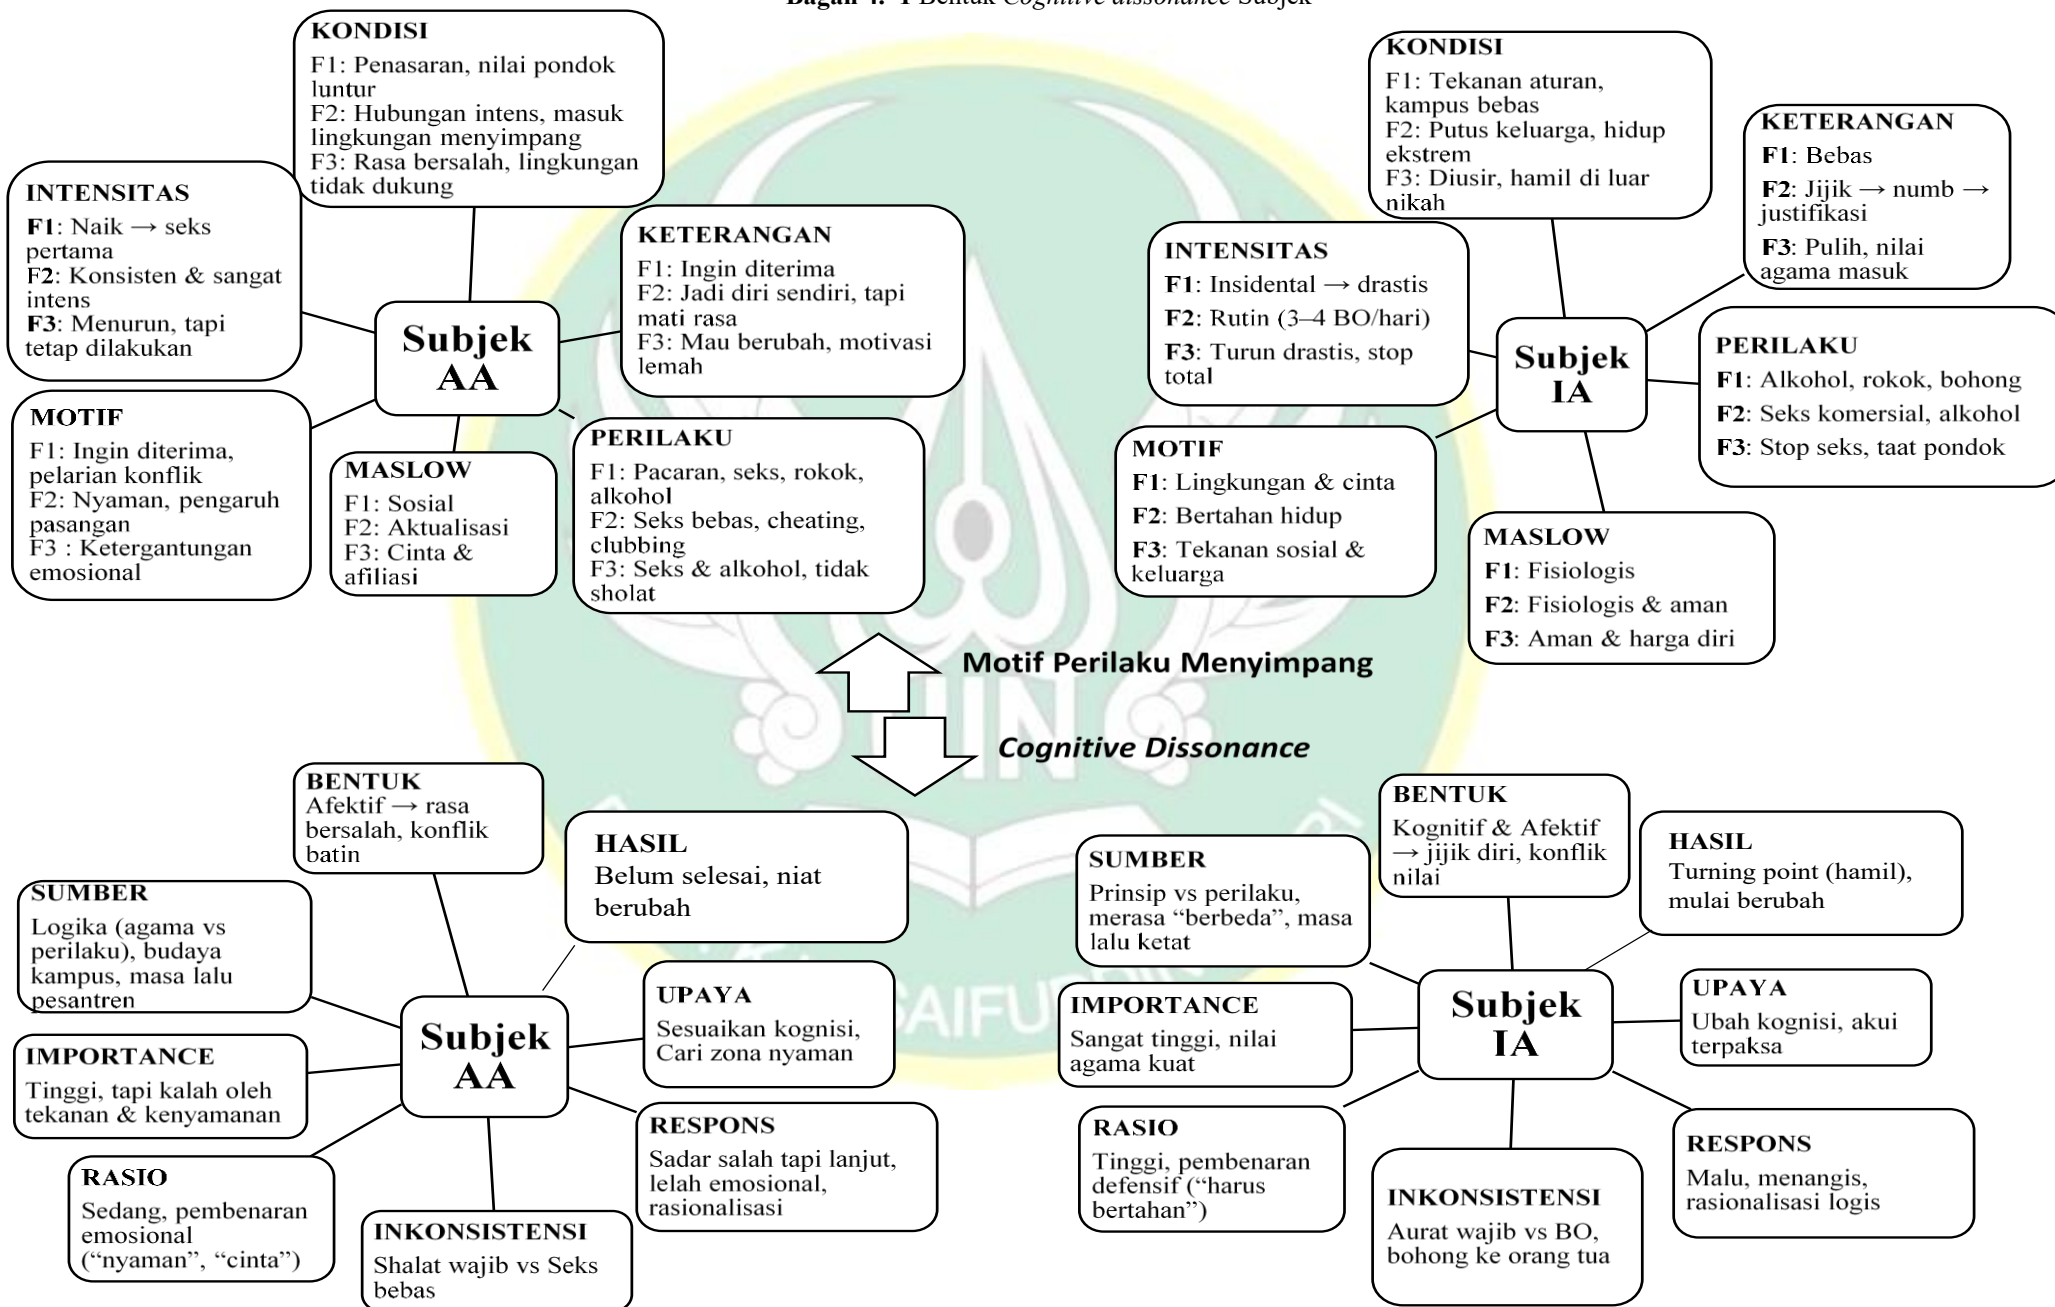 Bagan 4. 1 Bentuk Cognitive dissonance Subjek
KONDISI
F1: Penasaran, nilai pondok
luntur
F2: Hubungan intens, masuk
lingkungan menyimpang
F3: Rasa bersalah, lingkungan
tidak dukung
INTENSITAS
F1: Naik → seks
pertama
F2: Konsisten & sangat
intens
F3: Menurun, tapi
tetap dilakukan
KETERANGAN
F1: Ingin diterima
F2: Jadi diri sendiri, tapi
mati rasa
F3: Mau berubah, motivasi
lemah
Subjek
AA
MOTIF
F1: Ingin diterima,
pelarian konflik
F2: Nyaman, pengaruh
pasangan
F3 : Ketergantungan
emosional
MASLOW
F1: Sosial
F2: Aktualisasi
F3: Cinta &
afiliasi
PERILAKU
F1: Pacaran, seks, rokok,
alkohol
F2: Seks bebas, cheating,
clubbing
F3: Seks & alkohol, tidak
sholat
KONDISI
F1: Tekanan aturan,
kampus bebas
F2: Putus keluarga, hidup
ekstrem
F3: Diusir, hamil di luar
nikah
KETERANGAN
F1: Bebas
F2: Jijik → numb →
justifikasi
F3: Pulih, nilai
agama masuk
INTENSITAS
F1: Insidental → drastis
F2: Rutin (3–4 BO/hari)
F3: Turun drastis, stop
total
Subjek
IA
PERILAKU
F1: Alkohol, rokok, bohong
F2: Seks komersial, alkohol
F3: Stop seks, taat pondok
MOTIF
F1: Lingkungan & cinta
F2: Bertahan hidup
F3: Tekanan sosial &
keluarga
MASLOW
F1: Fisiologis
F2: Fisiologis & aman
F3: Aman & harga diri
Motif Perilaku Menyimpang
Cognitive Dissonance
UIN
SAIFUDDIN
BENTUK
Afektif → rasa
bersalah, konflik
batin
HASIL
Belum selesai, niat
berubah
SUMBER
Logika (agama vs
perilaku), budaya
kampus, masa lalu
pesantren
Subjek
AA
UPAYA
Sesuaikan kognisi,
Cari zona nyaman
IMPORTANCE
Tinggi, tapi kalah oleh
tekanan & kenyamanan
RESPONS
Sadar salah tapi lanjut,
lelah emosional,
rasionalisasi
RASIO
Sedang, pembenaran
emosional
(“nyaman”, “cinta”)
INKONSISTENSI
Shalat wajib vs Seks
bebas
BENTUK
Kognitif & Afektif
→ jijik diri, konflik
nilai
HASIL
Turning point (hamil),
mulai berubah
SUMBER
Prinsip vs perilaku,
merasa “berbeda”, masa
lalu ketat
Subjek
IA
UPAYA
Ubah kognisi, akui
terpaksa
IMPORTANCE
Sangat tinggi, nilai
agama kuat
RASIO
Tinggi, pembenaran
defensif (“harus
bertahan”)
INKONSISTENSI
Aurat wajib vs BO,
bohong ke orang tua
RESPONS
Malu, menangis,
rasionalisasi logis